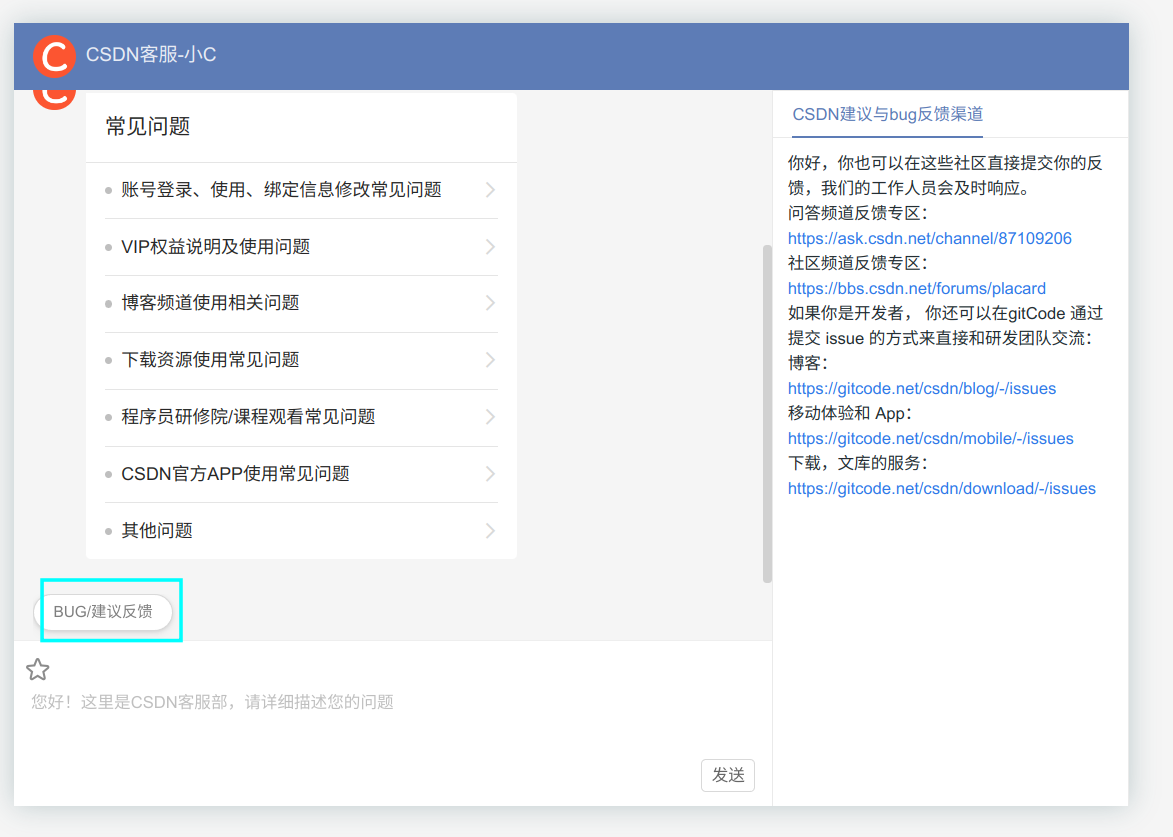 CSDN客服-小C
常见问题
账号登录、使用、绑定信息修改常见问题
VIP权益说明及使用问题
博客频道使用相关问题
下载资源使用常见问题
程序员研修院/课程观看常见问题
CSDN官方APP使用常见问题
其他问题
BUG/建议反馈
您好！这里是CSDN客服部，请详细描述您的问题
发送
CSDN建议与bug反馈渠道
你好，你也可以在这些社区直接提交你的反
馈，我们的工作人员会及时响应。
问答频道反馈专区：
https://ask.csdn.net/channel/87109206
社区频道反馈专区：
https://bbs.csdn.net/forums/placard
如果你是开发者， 你还可以在gitCode 通过
提交 issue 的方式来直接和研发团队交流：
博客：
https://gitcode.net/csdn/blog/-/issues
移动体验和 App：
https://gitcode.net/csdn/mobile/-/issues
下载，文库的服务：
https://gitcode.net/csdn/download/-/issues